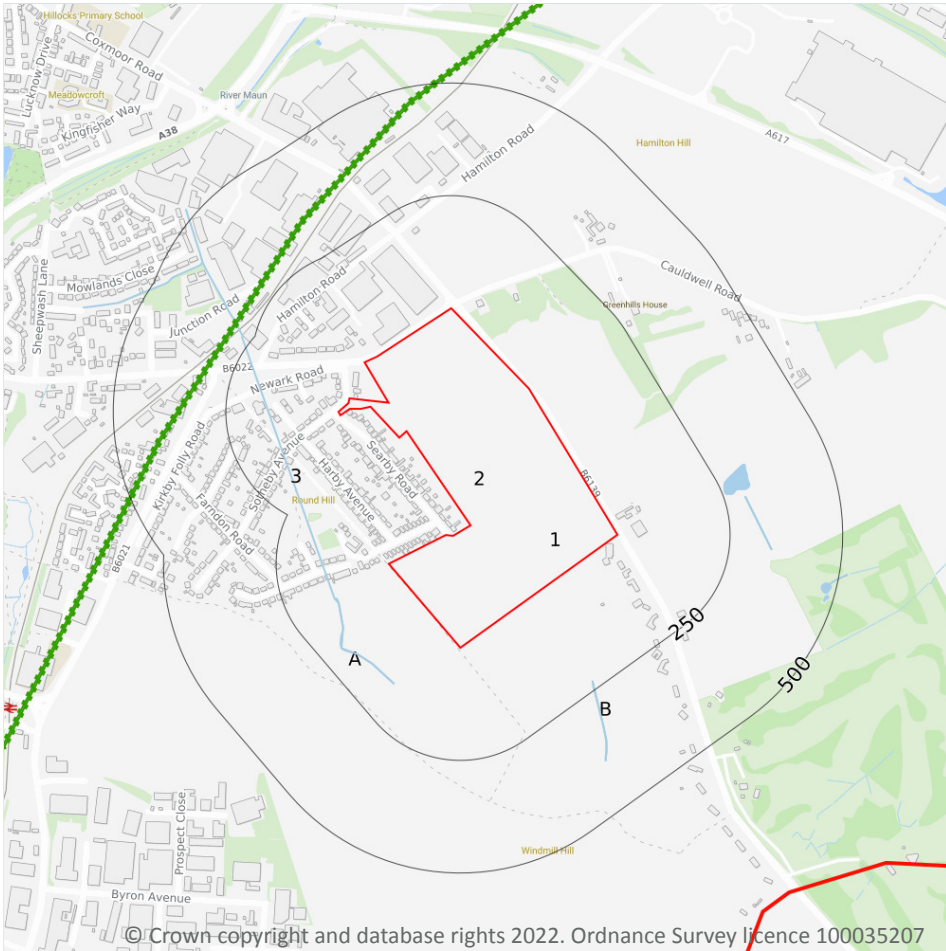 Hillocks Primary School
Coxmoor Road
Lucknow Drive
Meadowcroft
River Maun
Kingfisher Way
A38
Hamilton Road
Hamilton Hill
A617
Sheepwash Lane
Mowlands Close
Junction Road
Hamilton Road
Cauldwell Road
Greenhills House
B6022
Newark Road
Kirkby Folly Road
Sotheby Avenue
Searby Road
Harby Avenue
3
2
B6139
Round Hill
Farndon Road
1
B6021
250
A
500
B
Prospect Close
Windmill Hill
Byron Avenue
© Crown copyright and database rights 2022. Ordnance Survey licence 100035207